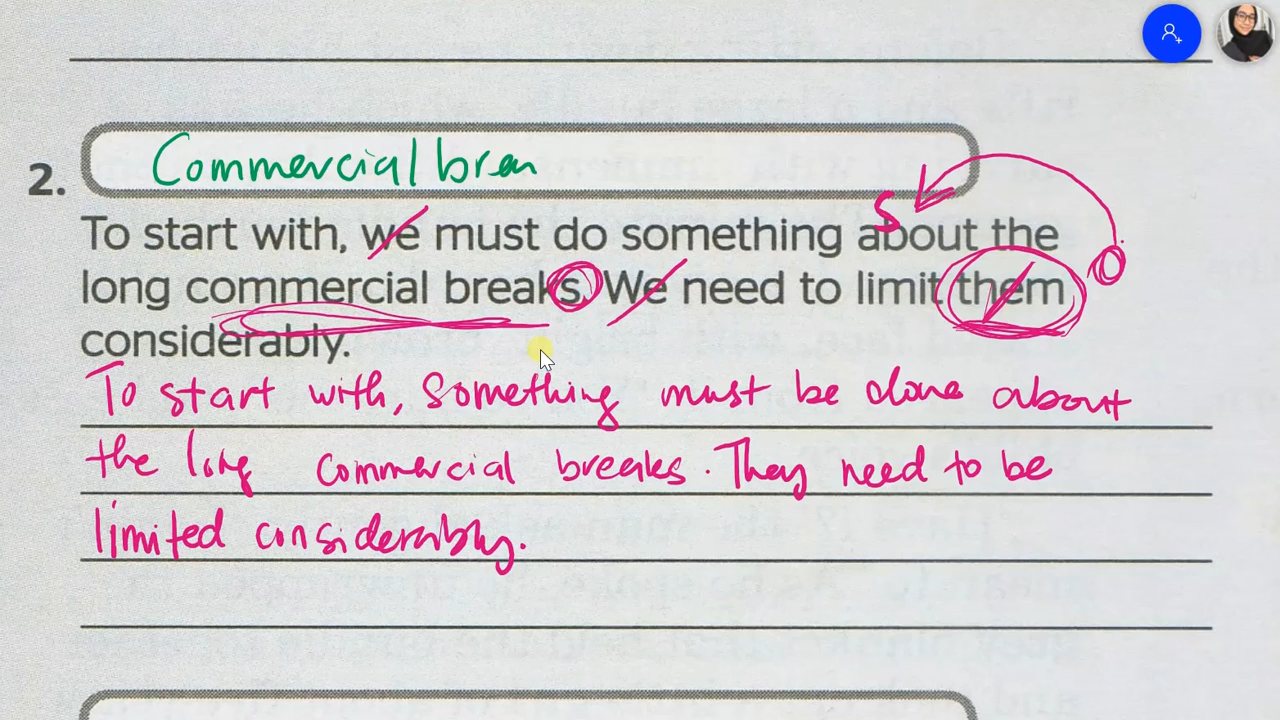 Commercial brea
2.
To start with, we must do something about the
S
long commercial breaks. We need to limit them
O
considerably.
To start with, something must be done about
the long commercial breaks. They need to be
limited considerably.